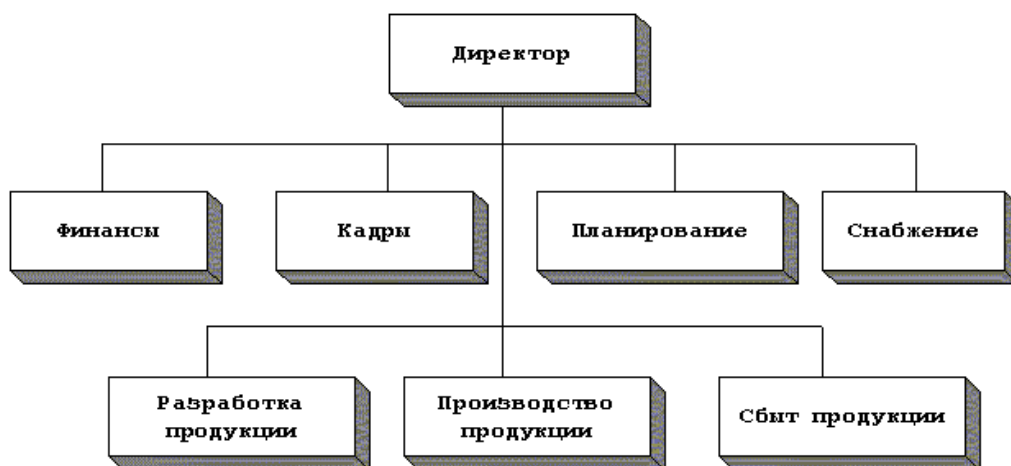 Директор
Финансы
Кадры
Планирование
Снабжение
Разработка
продукции
Производство
продукции
Сбыт продукции